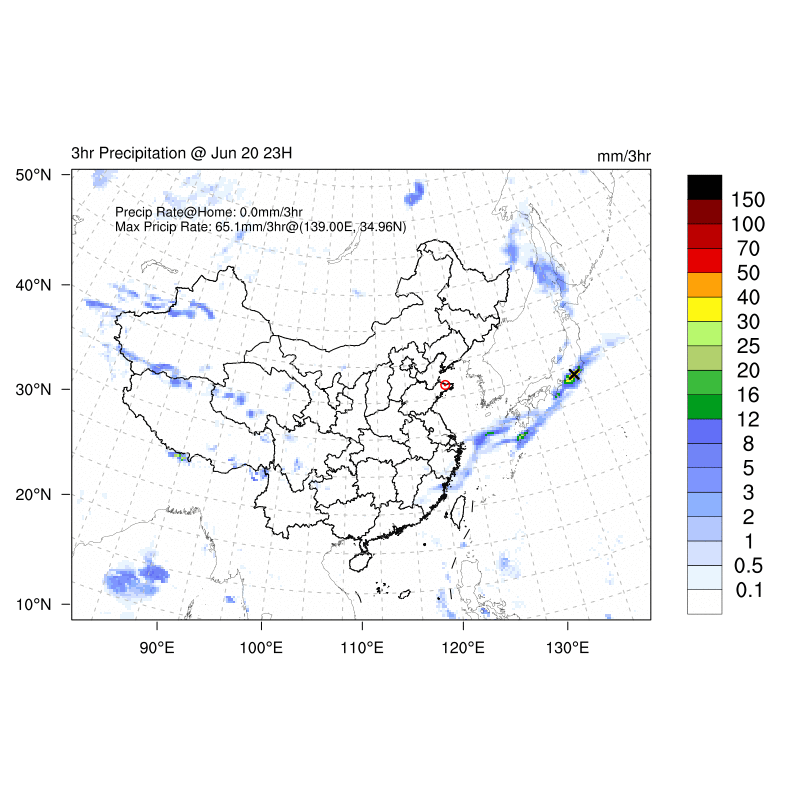 3hr Precipitation @ Jun 20 23H
mm/3hr
Precip Rate@Home: 0.0mm/3hr
Max Pricip Rate: 65.1mm/3hr@(139.00E, 34.96N)
50°N
40°N
30°N
20°N
10°N
90°E
100°E
110°E
120°E
130°E
150
100
70
50
40
30
25
20
16
12
8
5
3
2
1
0.5
0.1